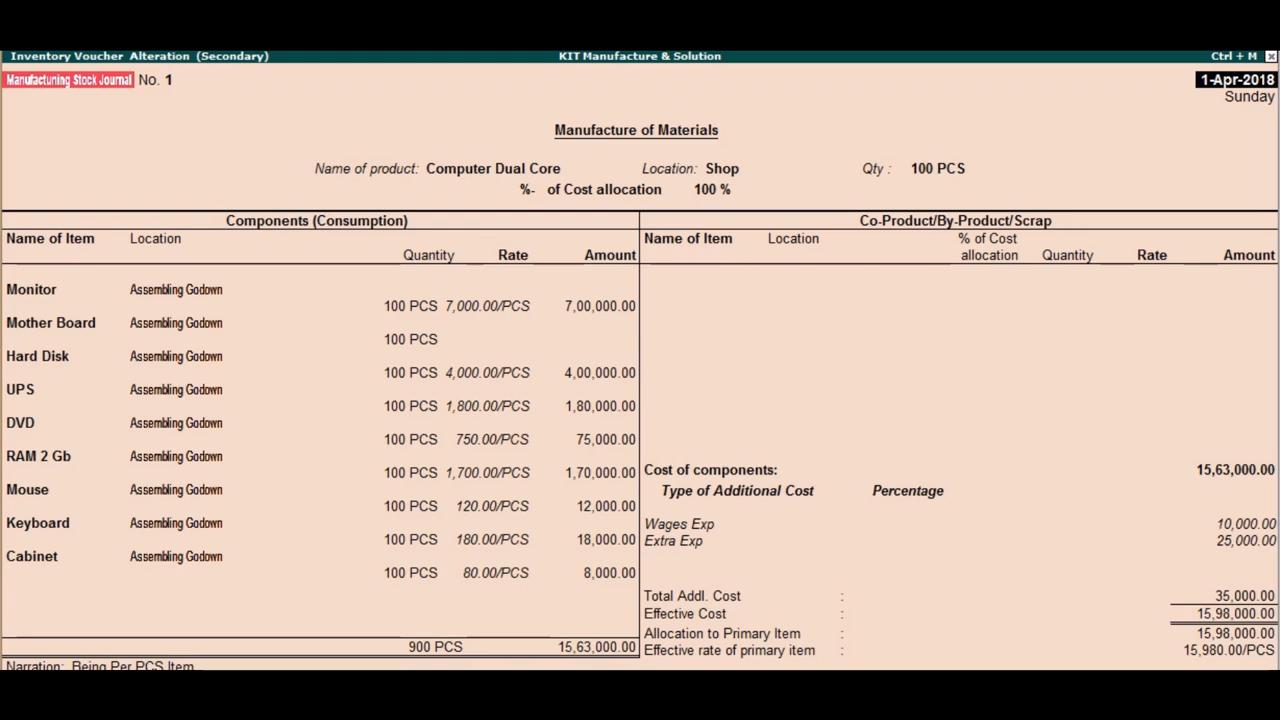 Inventory Voucher Alteration (Secondary) KIT Manufacture & Solution Ctrl + M
Manufactuning Stock Journal No. 1 1-Apr-2018
Sunday
Manufacture of Materials
Name of product: Computer Dual Core Location: Shop Qty : 100 PCS
%- of Cost allocation 100 %
Components (Consumption) Co-Product/By-Product/Scrap
Name of Item Location Quantity Rate Amount Name of Item Location % of Cost allocation Quantity Rate Amount
Monitor Assembling Godown
100 PCS 7,000.00/PCS 7,00,000.00
Mother Board Assembling Godown
100 PCS
Hard Disk Assembling Godown
100 PCS 4,000.00/PCS 4,00,000.00
UPS Assembling Godown
100 PCS 1,800.00/PCS 1,80,000.00
DVD Assembling Godown
100 PCS 750.00/PCS 75,000.00
RAM 2 Gb Assembling Godown
100 PCS 1,700.00/PCS 1,70,000.00
Mouse Assembling Godown
100 PCS 120.00/PCS 12,000.00
Keyboard Assembling Godown
100 PCS 180.00/PCS 18,000.00
Cabinet Assembling Godown
100 PCS 80.00/PCS 8,000.00
900 PCS 15,63,000.00
Cost of components: 15,63,000.00
Type of Additional Cost Percentage
Wages Exp 10,000.00
Extra Exp 25,000.00
Total Addl. Cost : 35,000.00
Effective Cost : 15,98,000.00
Allocation to Primary Item : 15,98,000.00
Effective rate of primary item : 15,980.00/PCS
Narration: Being Per PCS Item